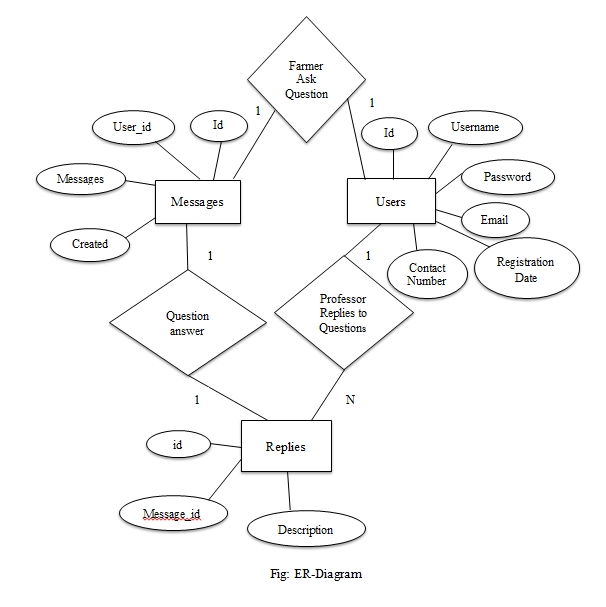 Farmer
Ask
Question
1
1
User_id
Id
Id
Username
Messages
Messages
Users
Password
Created
Email
1
1
Contact
Number
Registration
Date
Question
answer
Professor
Replies to
Questions
1
N
id
Replies
Message_id
Description
Fig: ER-Diagram